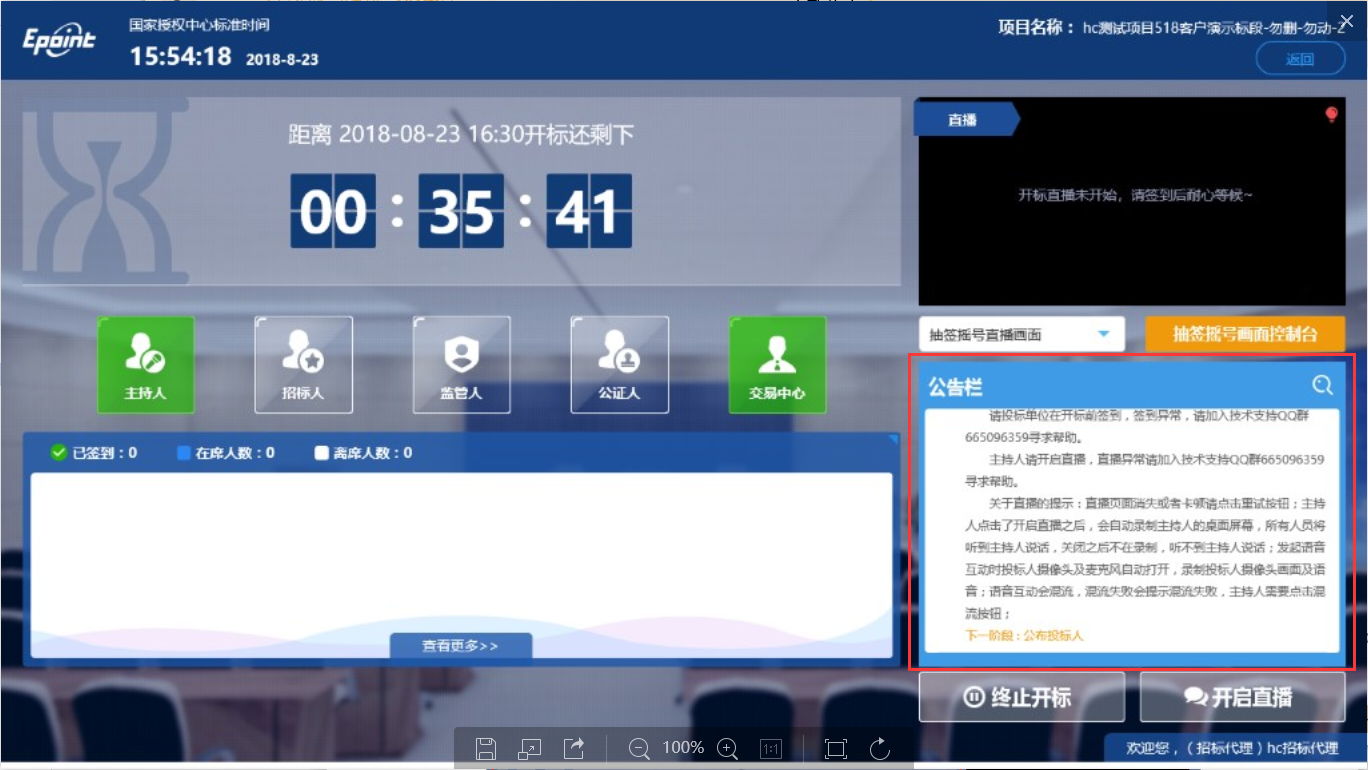 Epoint
国家授权中心标准时间
15:54:18 2018-8-23
项目名称： hc测试项目518客户演示标段-勿删-勿动-2
返回
距离 2018-08-23 16:30开标还剩下
00 : 35 : 41
直播
开标直播未开始，请签到后耐心等候~
抽签摇号直播画面
抽签摇号画面控制台
主持人
招标人
监管人
公证人
交易中心
已签到：0 在席人数：0 离席人数：0
查看更多>>
公告栏
请投标单位在开标前签到，签到异常，请加入技术支持QQ群
665096359寻求帮助。
主持人请开启直播，直播异常请加入技术支持QQ群665096359
寻求帮助。
关于直播的提示：直播页面消失或者卡顿请点击重试按钮；主持
人点击了开启直播之后，会自动录制主持人的桌面屏幕，所有人员将
听到主持人说话，关闭之后不在录制，听不到主持人说话；发起语音
互动时投标人摄像头及麦克风自动打开，录制投标人摄像头画面及语
音；语音互动会混流，混流失败会提示混流失败，主持人需要点击混
流按钮；
下一阶段：公布投标人
终止开标
开启直播
100%
1:1
欢迎您，（招标代理）hc招标代理